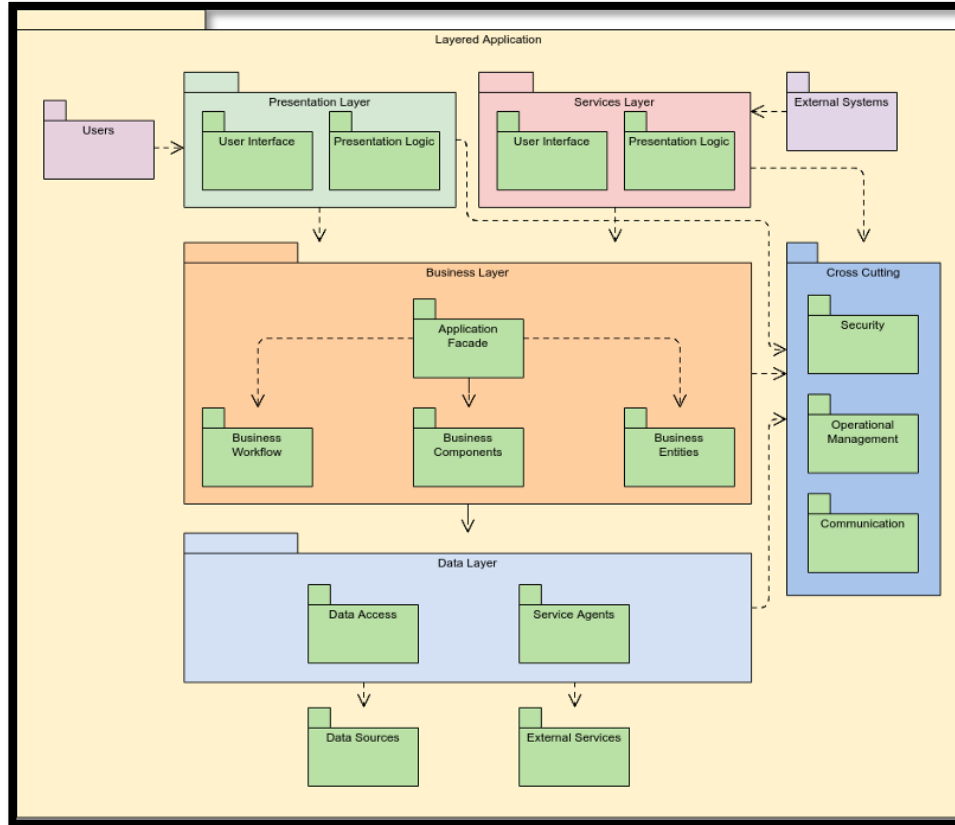 Layered Application
Presentation Layer
Services Layer
External Systems
Users
User Interface
Presentation Logic
User Interface
Presentation Logic
Business Layer
Cross Cutting
Application
Facade
Security
Business
Workflow
Business
Components
Business
Entities
Operational
Management
Communication
Data Layer
Data Access
Service Agents
Data Sources
External Services